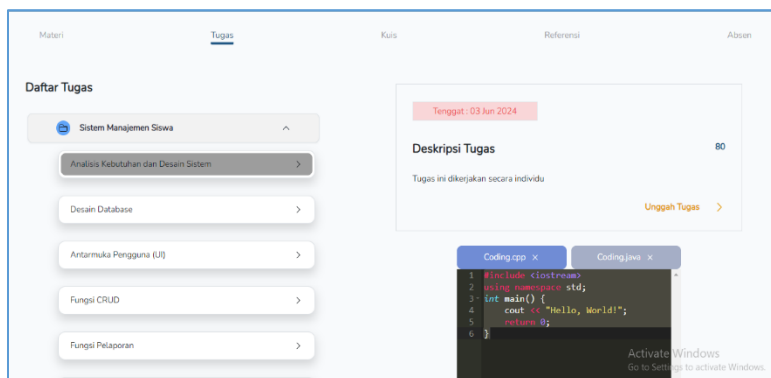 Materi Tugas Kuis Referensi Absen
Daftar Tugas
Sistem Manajemen Siswa
Analisis Kebutuhan dan Desain Sistem
Desain Database
Antarmuka Pengguna (UI)
Fungsi CRUD
Fungsi Pelaporan
Tenggat : 03 Jun 2024
Deskripsi Tugas 80
Tugas ini dikerjakan secara individu
Unggah Tugas
Coding.cpp × Coding.java ×
1 #include <iostream>
2 using namespace std;
3 int main() {
4 cout << "Hello, World!";
5 return 0;
6 }
Activate Windows
Go to Settings to activate Windows.